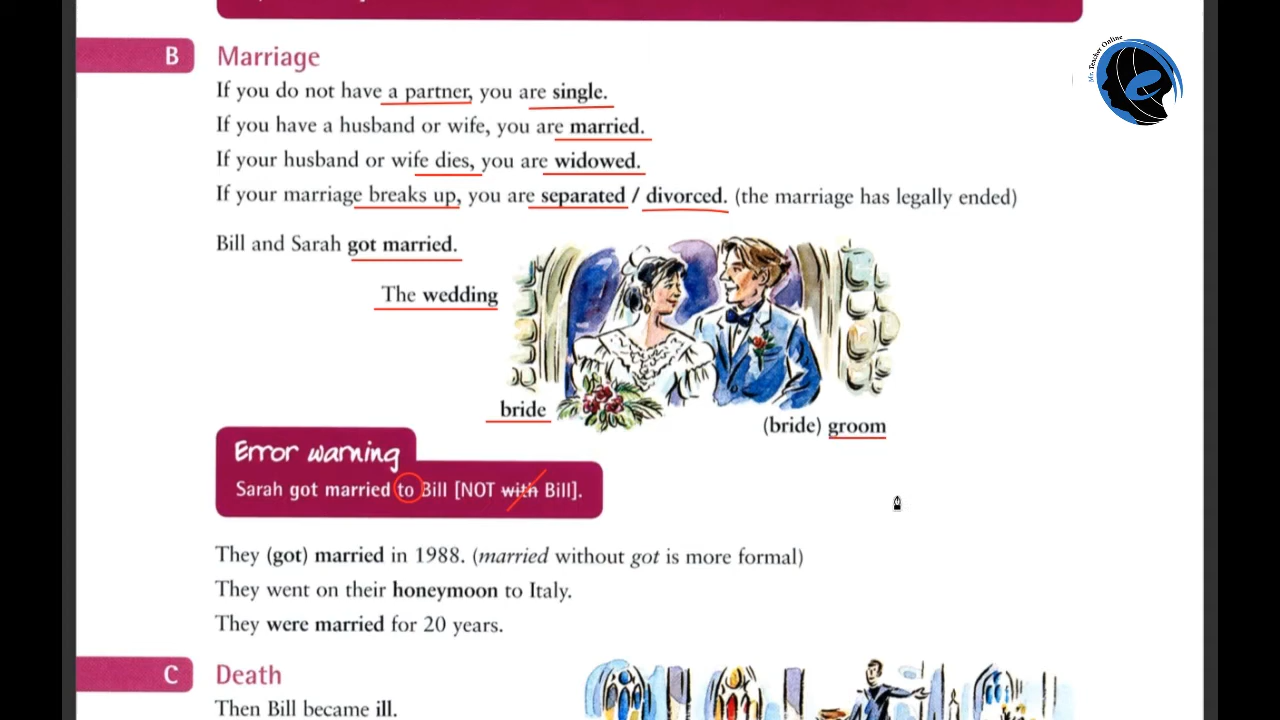 B Marriage
Mr. Teacher Online
If you do not have a partner, you are single.
If you have a husband or wife, you are married.
If your husband or wife dies, you are widowed.
If your marriage breaks up, you are separated / divorced. (the marriage has legally ended)
Bill and Sarah got married.
The wedding
bride
(bride) groom
Error warning
Sarah got married to Bill [NOT with Bill].
They (got) married in 1988. (married without got is more formal)
They went on their honeymoon to Italy.
They were married for 20 years.
C Death
Then Bill became ill.